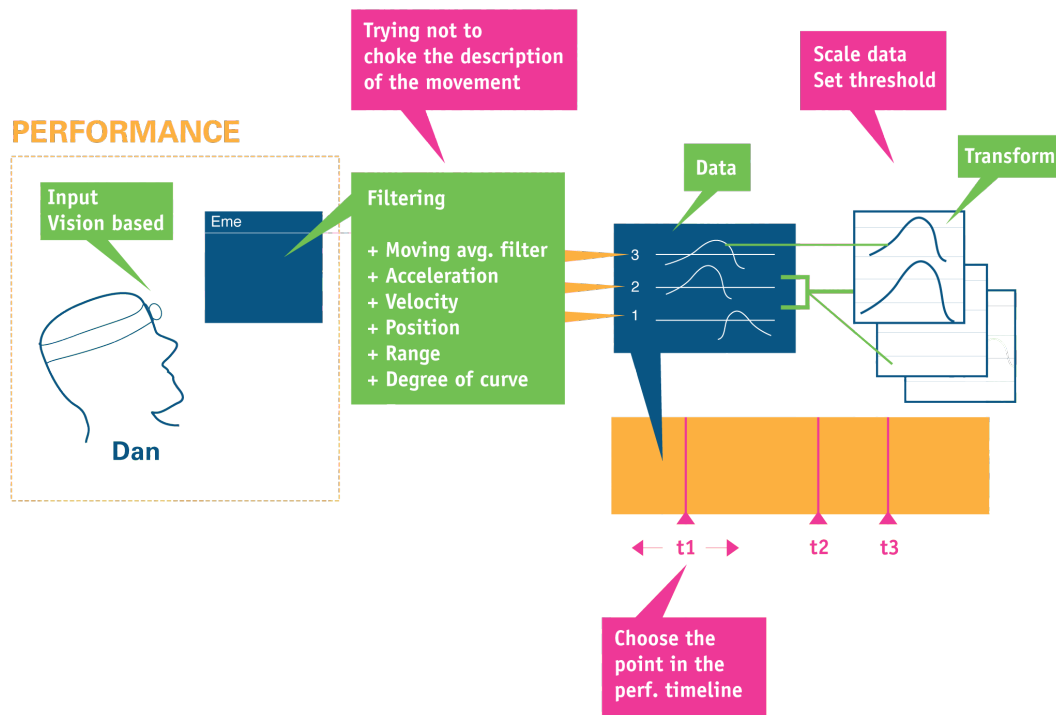 Trying not to
choke the description
of the movement
Scale data
Set threshold
PERFORMANCE
Input
Vision based
Eme
Filtering
+ Moving avg. filter
+ Acceleration
+ Velocity
+ Position
+ Range
+ Degree of curve
Data
Transform
3
2
1
Dan
t1
t2
t3
Choose the
point in the
perf. timeline